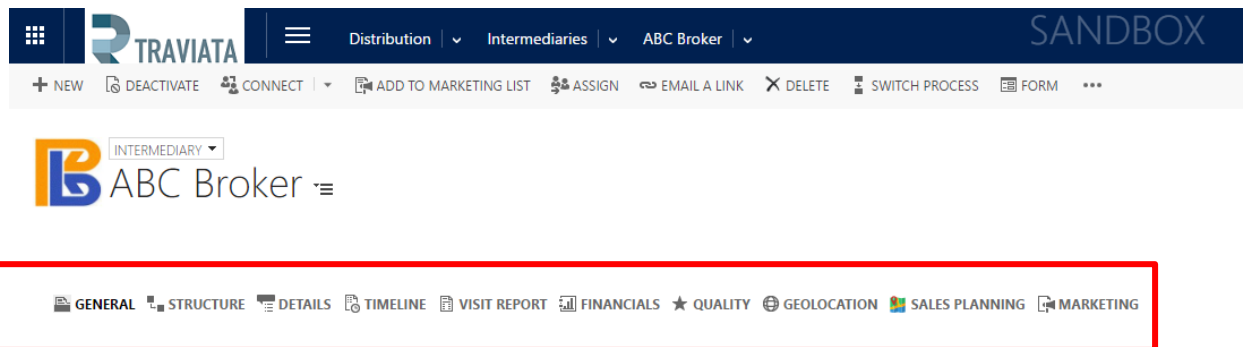 TRAVIATA Distribution Intermediaries ABC Broker SANDBOX
NEW DEACTIVATE CONNECT ADD TO MARKETING LIST ASSIGN EMAIL A LINK DELETE SWITCH PROCESS FORM
INTERMEDIARY
ABC Broker
GENERAL STRUCTURE DETAILS TIMELINE VISIT REPORT FINANCIALS QUALITY GEOLOCATION SALES PLANNING MARKETING